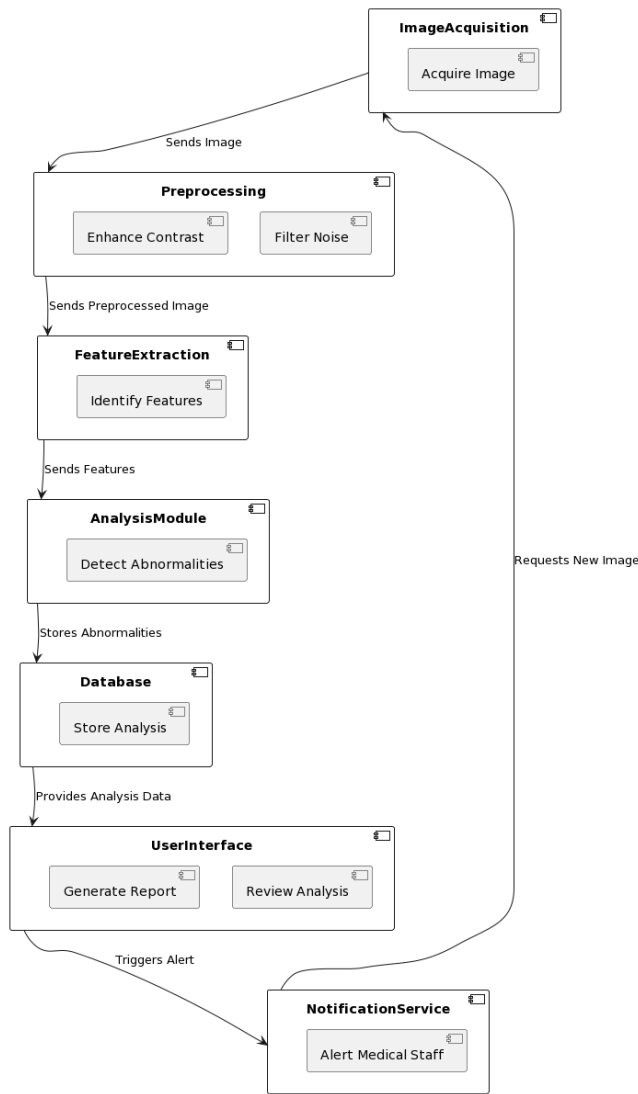 ImageAcquisition
Acquire Image
Sends Image
Preprocessing
Enhance Contrast
Filter Noise
Sends Preprocessed Image
FeatureExtraction
Identify Features
Sends Features
AnalysisModule
Detect Abnormalities
Requests New Image
Stores Abnormalities
Database
Store Analysis
Provides Analysis Data
UserInterface
Generate Report
Review Analysis
Triggers Alert
NotificationService
Alert Medical Staff